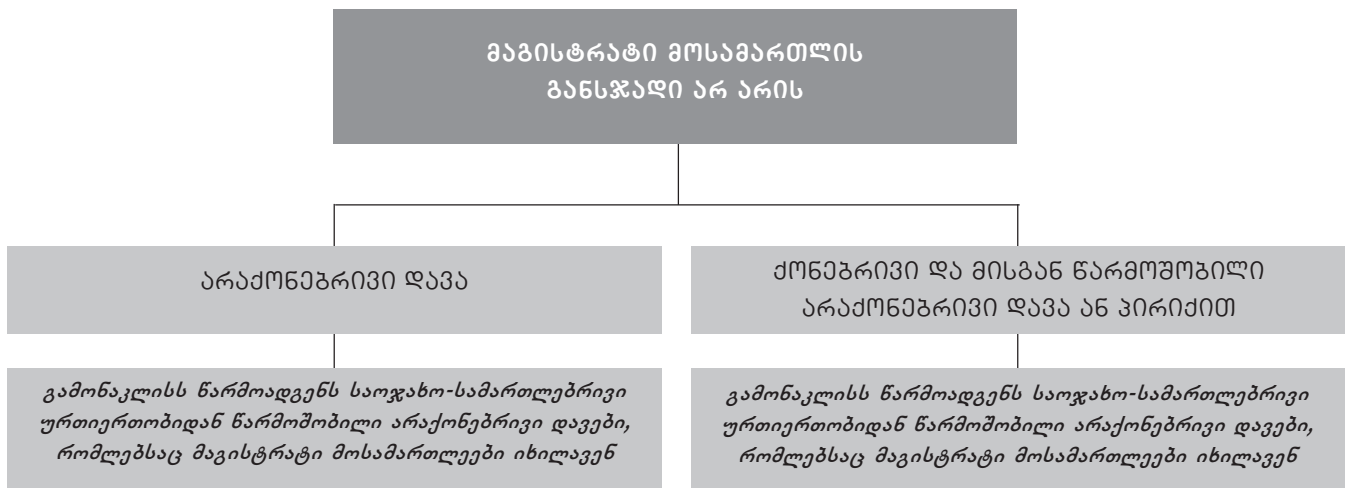 მაგისტრატი მოსამართლის
განსჯადი არ არის
არაქონებრივი დავა
ქონებრივი და მისგან წარმოშობილი
არაქონებრივი დავა ან პირიქით
გამონაკლისს წარმოადგენს საოჯახო-სამართლებრივი
ურთიერთობიდან წარმოშობილი არაქონებრივი დავები,
რომლებსაც მაგისტრატი მოსამართლეები იხილავენ
გამონაკლისს წარმოადგენს საოჯახო-სამართლებრივი
ურთიერთობიდან წარმოშობილი არაქონებრივი დავები,
რომლებსაც მაგისტრატი მოსამართლეები იხილავენ